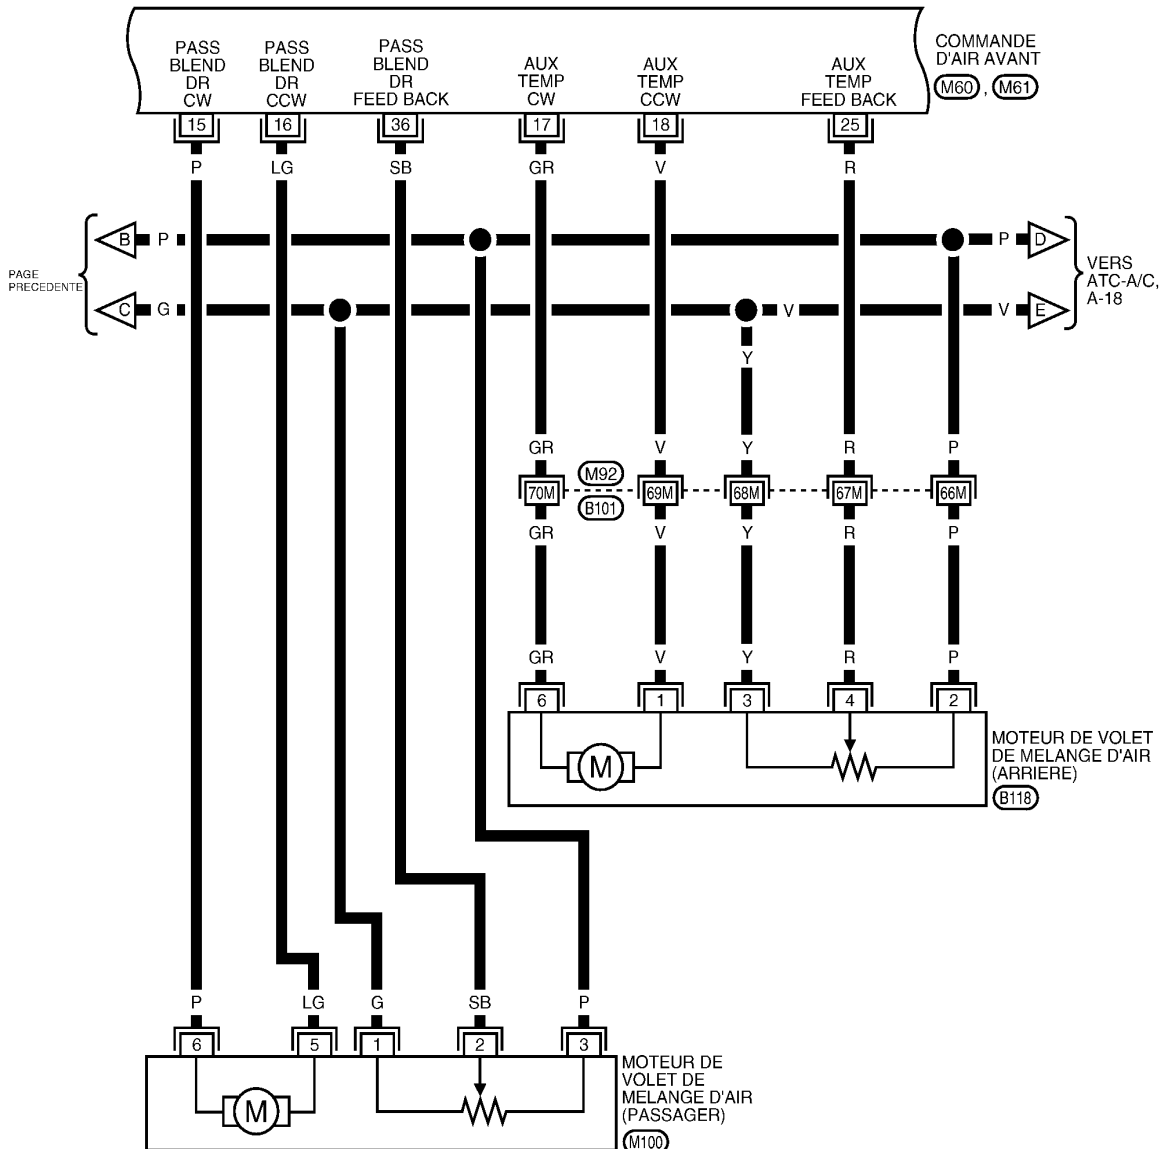 PASS
BLEND
DR
CW
PASS
BLEND
DR
CCW
PASS
BLEND
DR
FEED BACK
AUX
TEMP
CW
AUX
TEMP
CCW
AUX
TEMP
FEED BACK
COMMANDE
D'AIR AVANT
M60 , M61
15 16 36 17 18 25
P LG SB GR V R
B P P D
PAGE
PRECEDENTE
VERS
ATC-A/C,
A-18
C G V V E
Y
GR V Y R P
M92
70M 69M 68M 67M 66M
B101
GR V Y R P
GR V Y R P
6 1 3 4 2
M
MOTEUR DE VOLET
DE MELANGE D'AIR
(ARRIERE)
B118
P LG G SB P
6 5 1 2 3
M
MOTEUR DE
VOLET DE
MELANGE D'AIR
(PASSAGER)
M100